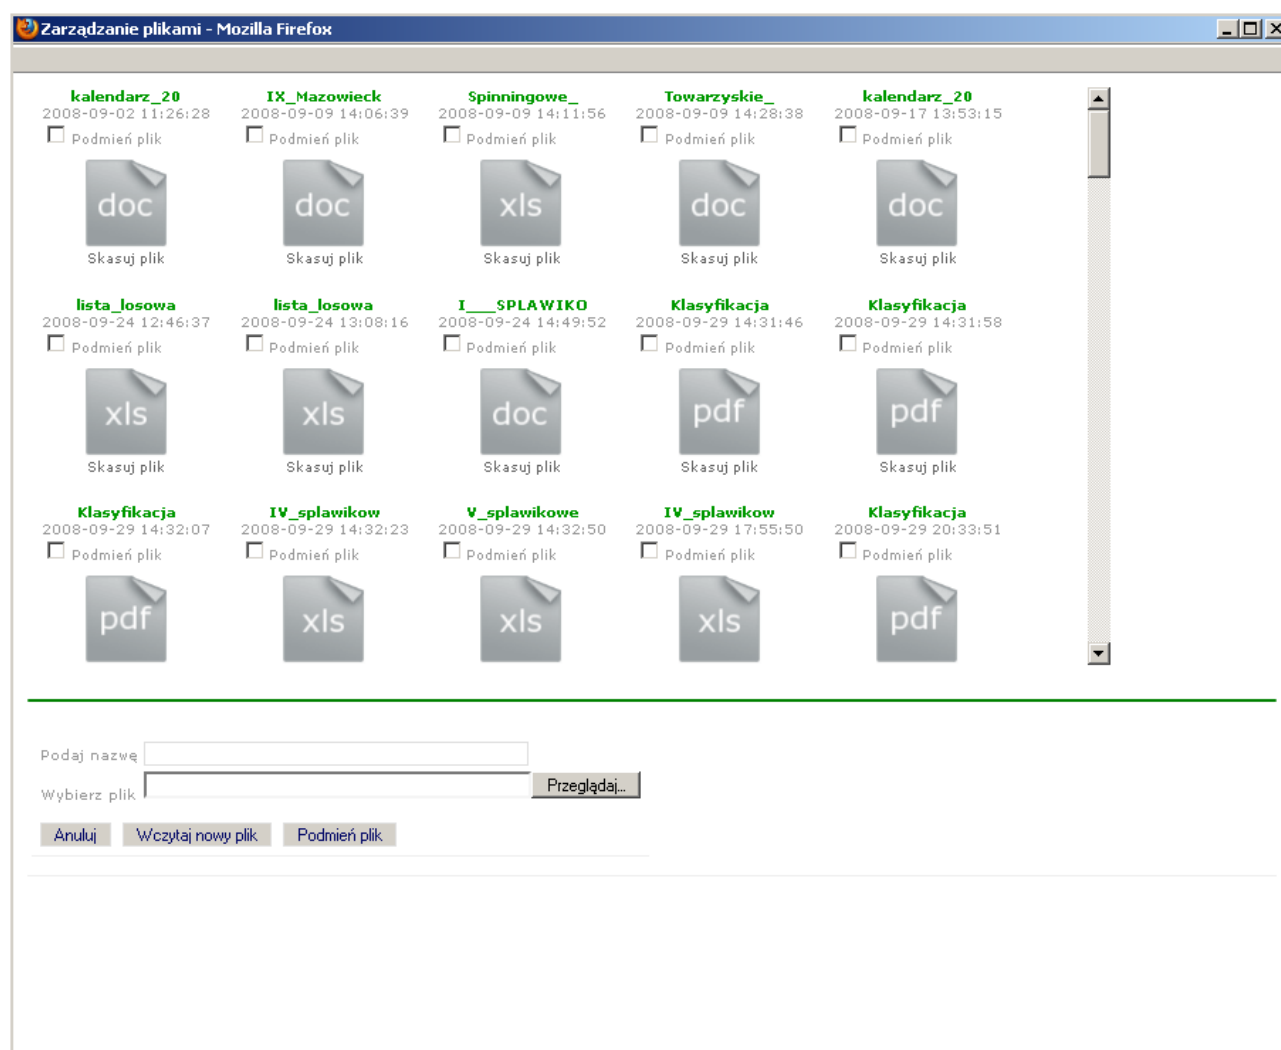 Zarządzanie plikami - Mozilla Firefox
kalendarz_20 IX_Mazowieck Spinningowe_ Towarzyskie_ kalendarz_20
2008-09-02 11:26:28 2008-09-09 14:06:39 2008-09-09 14:11:56 2008-09-09 14:28:38 2008-09-17 13:53:15
Podmień plik Podmień plik Podmień plik Podmień plik Podmień plik
doc doc xls doc doc
Skasuj plik Skasuj plik Skasuj plik Skasuj plik Skasuj plik
lista_losowa lista_losowa I___SPLAWIKO Klasyfikacja Klasyfikacja
2008-09-24 12:46:37 2008-09-24 13:08:16 2008-09-24 14:49:52 2008-09-29 14:31:46 2008-09-29 14:31:58
Podmień plik Podmień plik Podmień plik Podmień plik Podmień plik
xls xls doc pdf pdf
Skasuj plik Skasuj plik Skasuj plik Skasuj plik Skasuj plik
Klasyfikacja IV_splawikow V_splawikowe IV_splawikow Klasyfikacja
2008-09-29 14:32:07 2008-09-29 14:32:23 2008-09-29 14:32:50 2008-09-29 17:55:50 2008-09-29 20:33:51
Podmień plik Podmień plik Podmień plik Podmień plik Podmień plik
pdf xls xls xls pdf
Podaj nazwę
Wybierz plik Przeglądaj...
Anuluj Wczytaj nowy plik Podmień plik